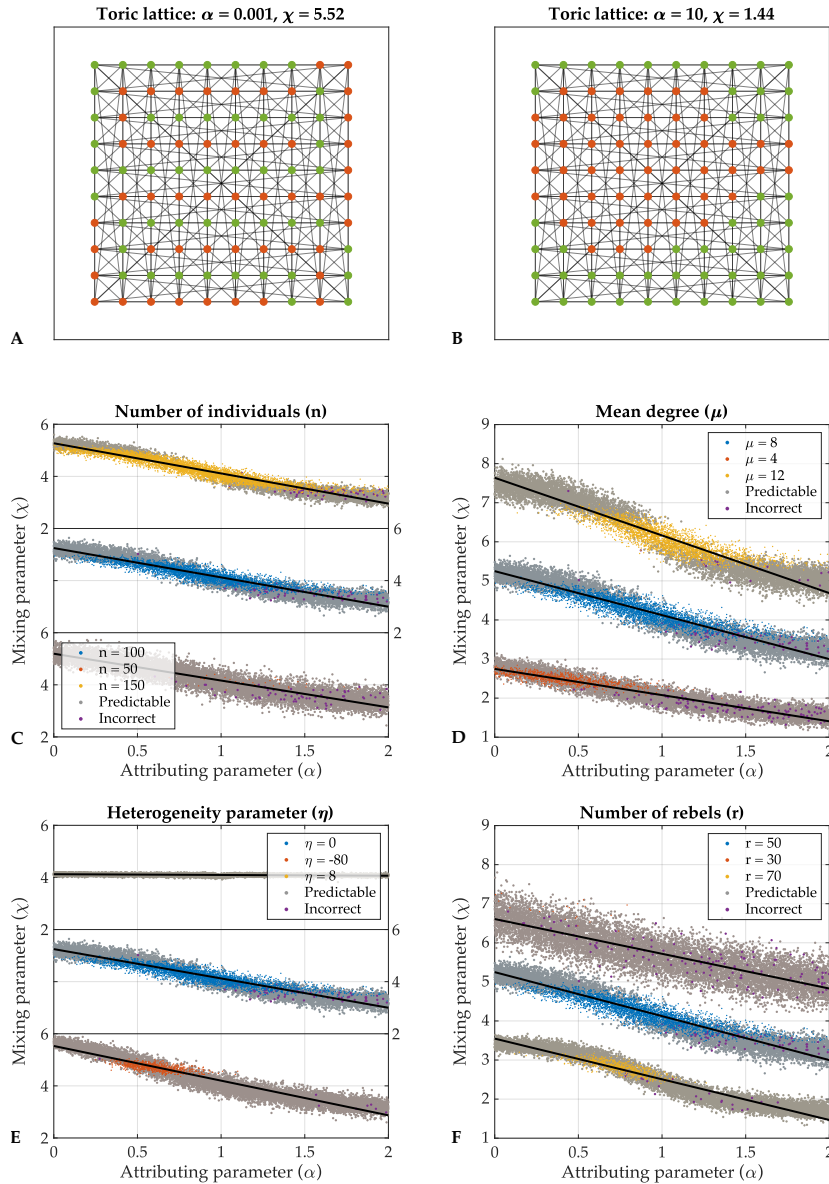 Toric lattice: α = 0.001, χ = 5.52
Toric lattice: α = 10, χ = 1.44
A
B
Number of individuals (n)
Mixing parameter (χ)
6
4
2
6
4
2
6
4
2
n = 100
n = 50
n = 150
Predictable
Incorrect
C
0
0.5
1
1.5
2
Attributing parameter (α)
Mean degree (μ)
Mixing parameter (χ)
9
8
7
6
5
4
3
2
1
μ = 8
μ = 4
μ = 12
Predictable
Incorrect
D
0
0.5
1
1.5
2
Attributing parameter (α)
Heterogeneity parameter (η)
Mixing parameter (χ)
6
4
2
6
4
2
6
4
2
η = 0
η = -80
η = 8
Predictable
Incorrect
E
0
0.5
1
1.5
2
Attributing parameter (α)
Number of rebels (r)
Mixing parameter (χ)
9
8
7
6
5
4
3
2
1
r = 50
r = 30
r = 70
Predictable
Incorrect
F
0
0.5
1
1.5
2
Attributing parameter (α)